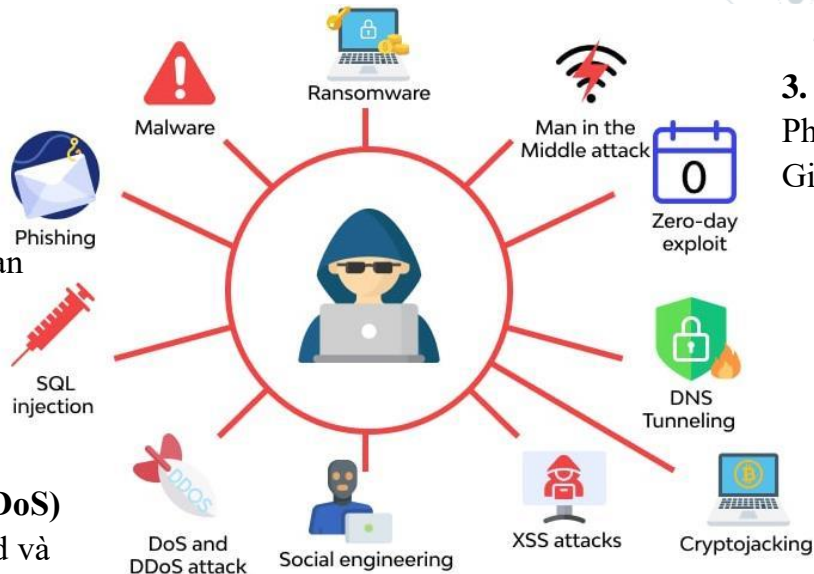 Ransomware
Malware
Man in the
Middle attack
3.
Ph
Gi
0
Zero-day
exploit
Phishing
an
SQL
injection
DNS
Tunneling
DoS)
d và
DDOS
DoS and
DDoS attack
Social engineering
XSS attacks
Cryptojacking